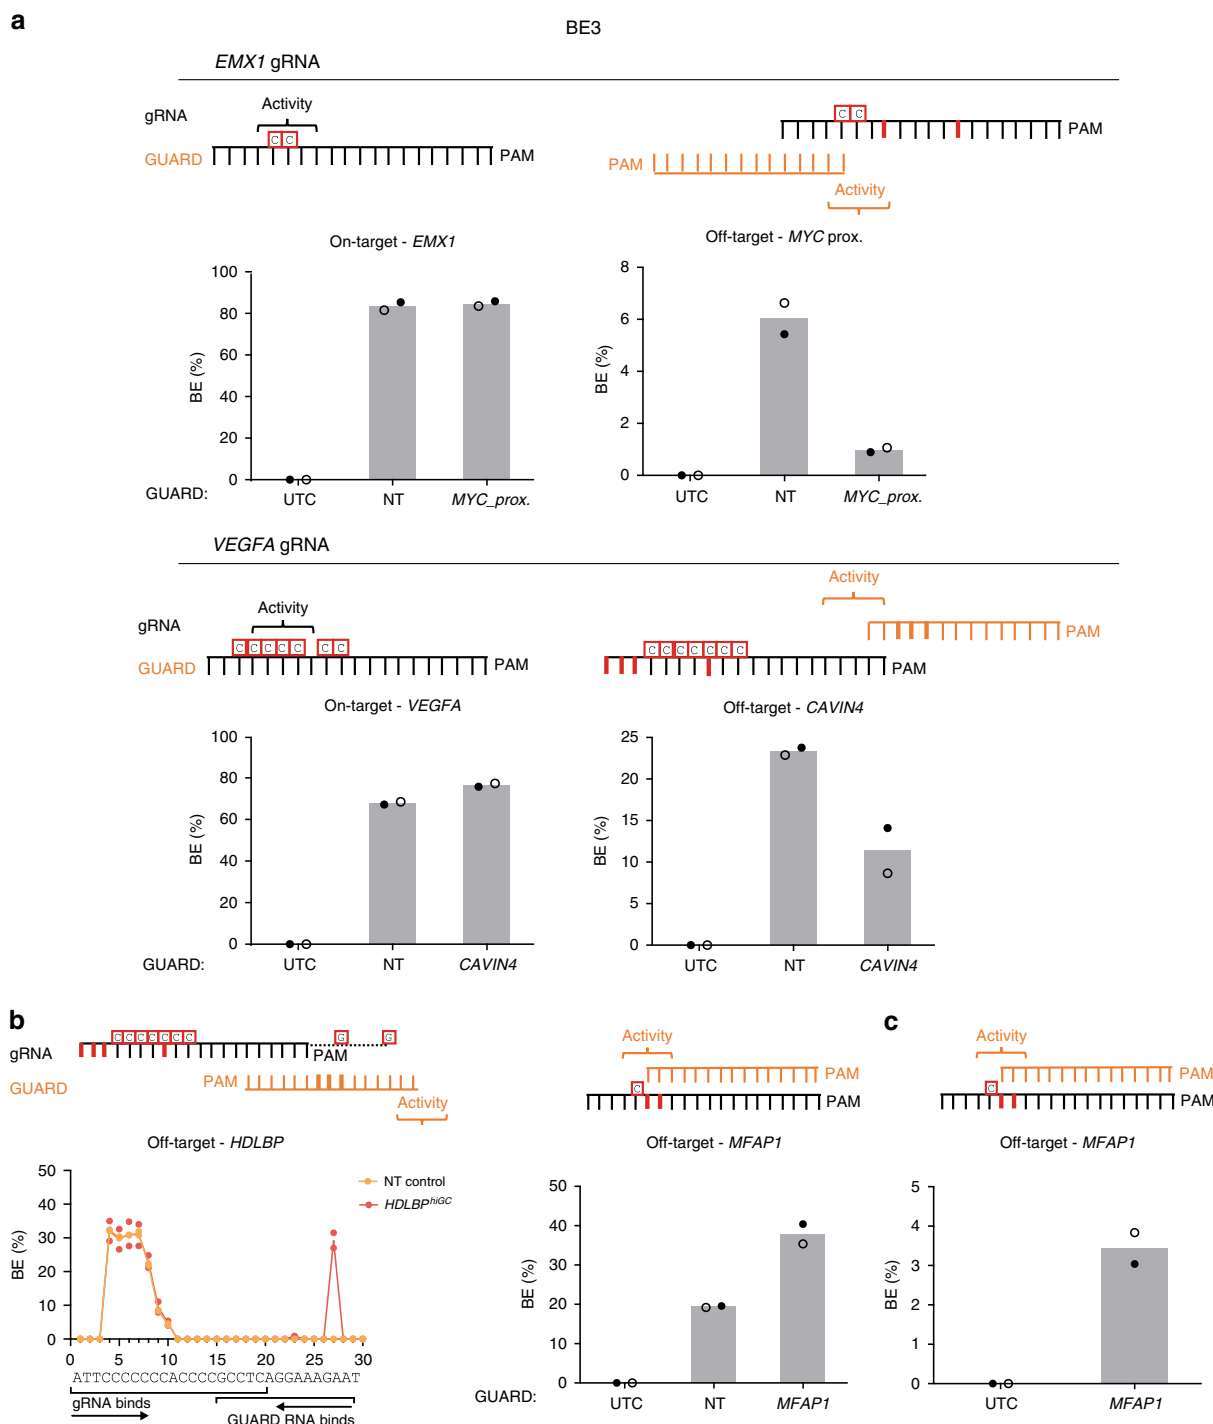 a
BE3
EMX1 gRNA
gRNA
Activity
C C
PAM
GUARD
C C
PAM
PAM
Activity
On-target - EMX1
100
80
60
40
20
0
BE (%)
GUARD:
UTC
NT
MYC_prox.
Off-target - MYC prox.
8
6
4
2
0
BE (%)
UTC
NT
MYC_prox.
VEGFA gRNA
gRNA
Activity
C C C C C C C
PAM
GUARD
Activity
PAM
C C C C C C C
PAM
On-target - VEGFA
100
80
60
40
20
0
BE (%)
GUARD:
UTC
NT
CAVIN4
Off-target - CAVIN4
25
20
15
10
5
0
BE (%)
UTC
NT
CAVIN4
b
gRNA
C C C C C C C
G
G
PAM
GUARD
PAM
Activity
Off-target - HDLBP
50
40
30
20
10
0
BE (%)
NT control
HDLBPhiGC
0 5 10 15 20 25 30
ATTCCCCCCCACCCCGCCTCAGGAAAGAAT
gRNA binds
GUARD RNA binds
Activity
PAM
C
PAM
Off-target - MFAP1
50
40
30
20
10
0
BE (%)
GUARD:
UTC
NT
MFAP1
c
Activity
PAM
C
PAM
Off-target - MFAP1
5
4
3
2
1
0
BE (%)
UTC
MFAP1